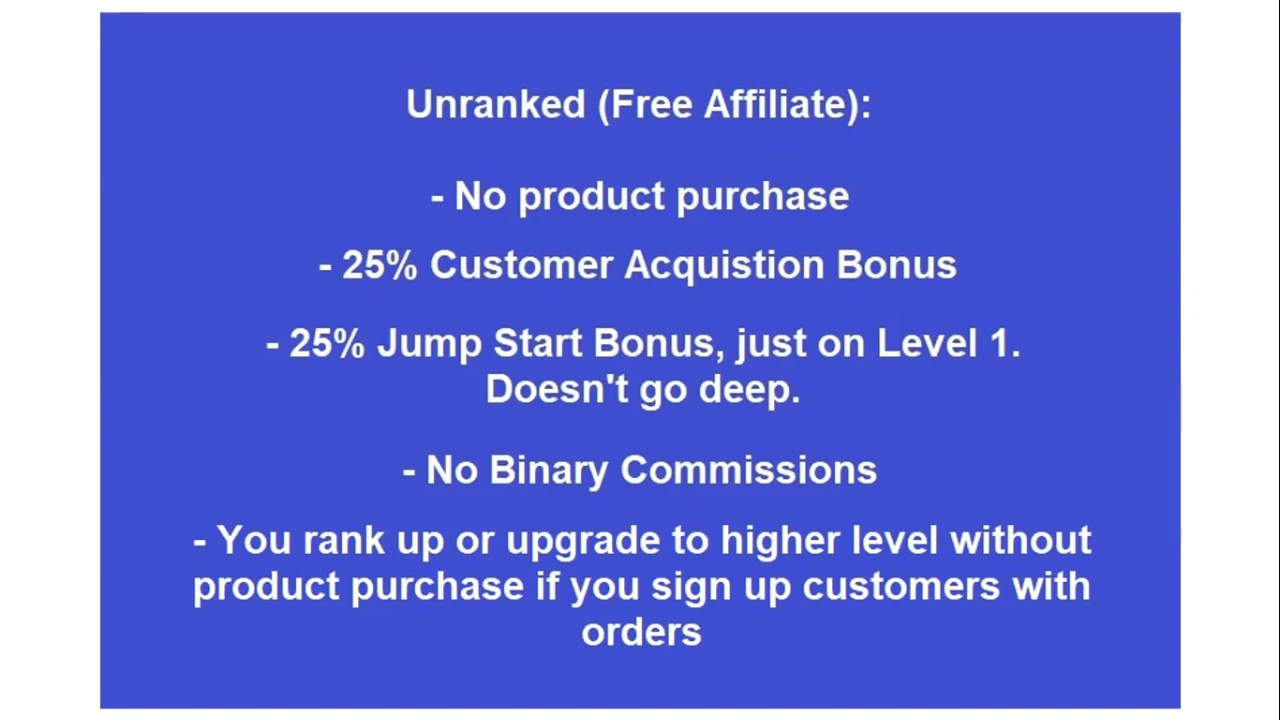 Unranked (Free Affiliate):
- No product purchase
- 25% Customer Acquistion Bonus
- 25% Jump Start Bonus, just on Level 1.
Doesn't go deep.
- No Binary Commissions
- You rank up or upgrade to higher level without
product purchase if you sign up customers with
orders